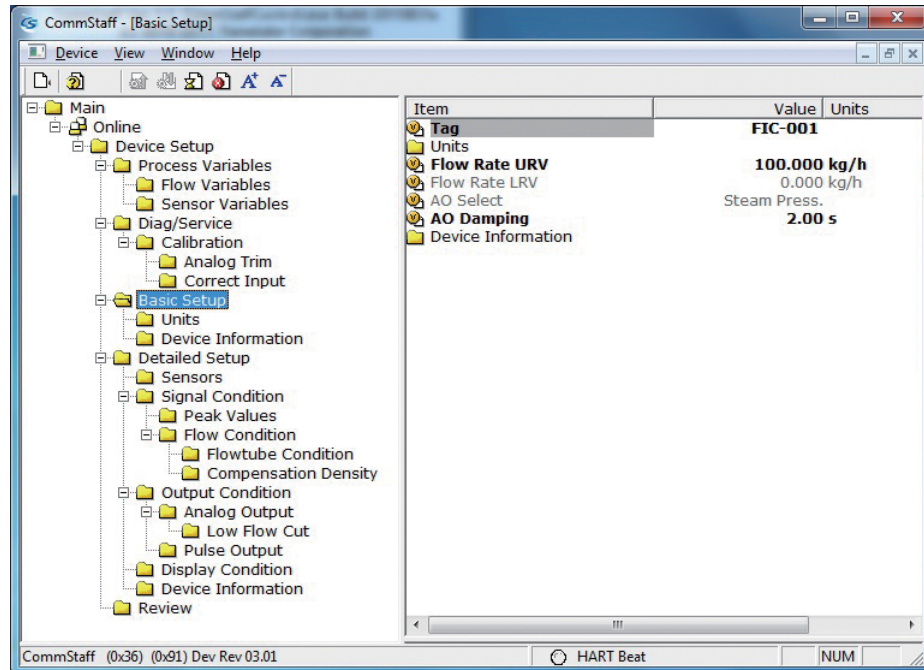 CommStaff - [Basic Setup]
Device View Window Help
Main
Online
Device Setup
Process Variables
Flow Variables
Sensor Variables
Diag/Service
Calibration
Analog Trim
Correct Input
Basic Setup
Units
Device Information
Detailed Setup
Sensors
Signal Condition
Peak Values
Flow Condition
Flowtube Condition
Compensation Density
Output Condition
Analog Output
Low Flow Cut
Pulse Output
Display Condition
Device Information
Review
Item Value Units
Tag FIC-001
Units
Flow Rate URV 100.000 kg/h
Flow Rate LRV 0.000 kg/h
AO Select Steam Press.
AO Damping 2.00 s
Device Information
CommStaff (0x36) (0x91) Dev Rev 03.01 HART Beat NUM